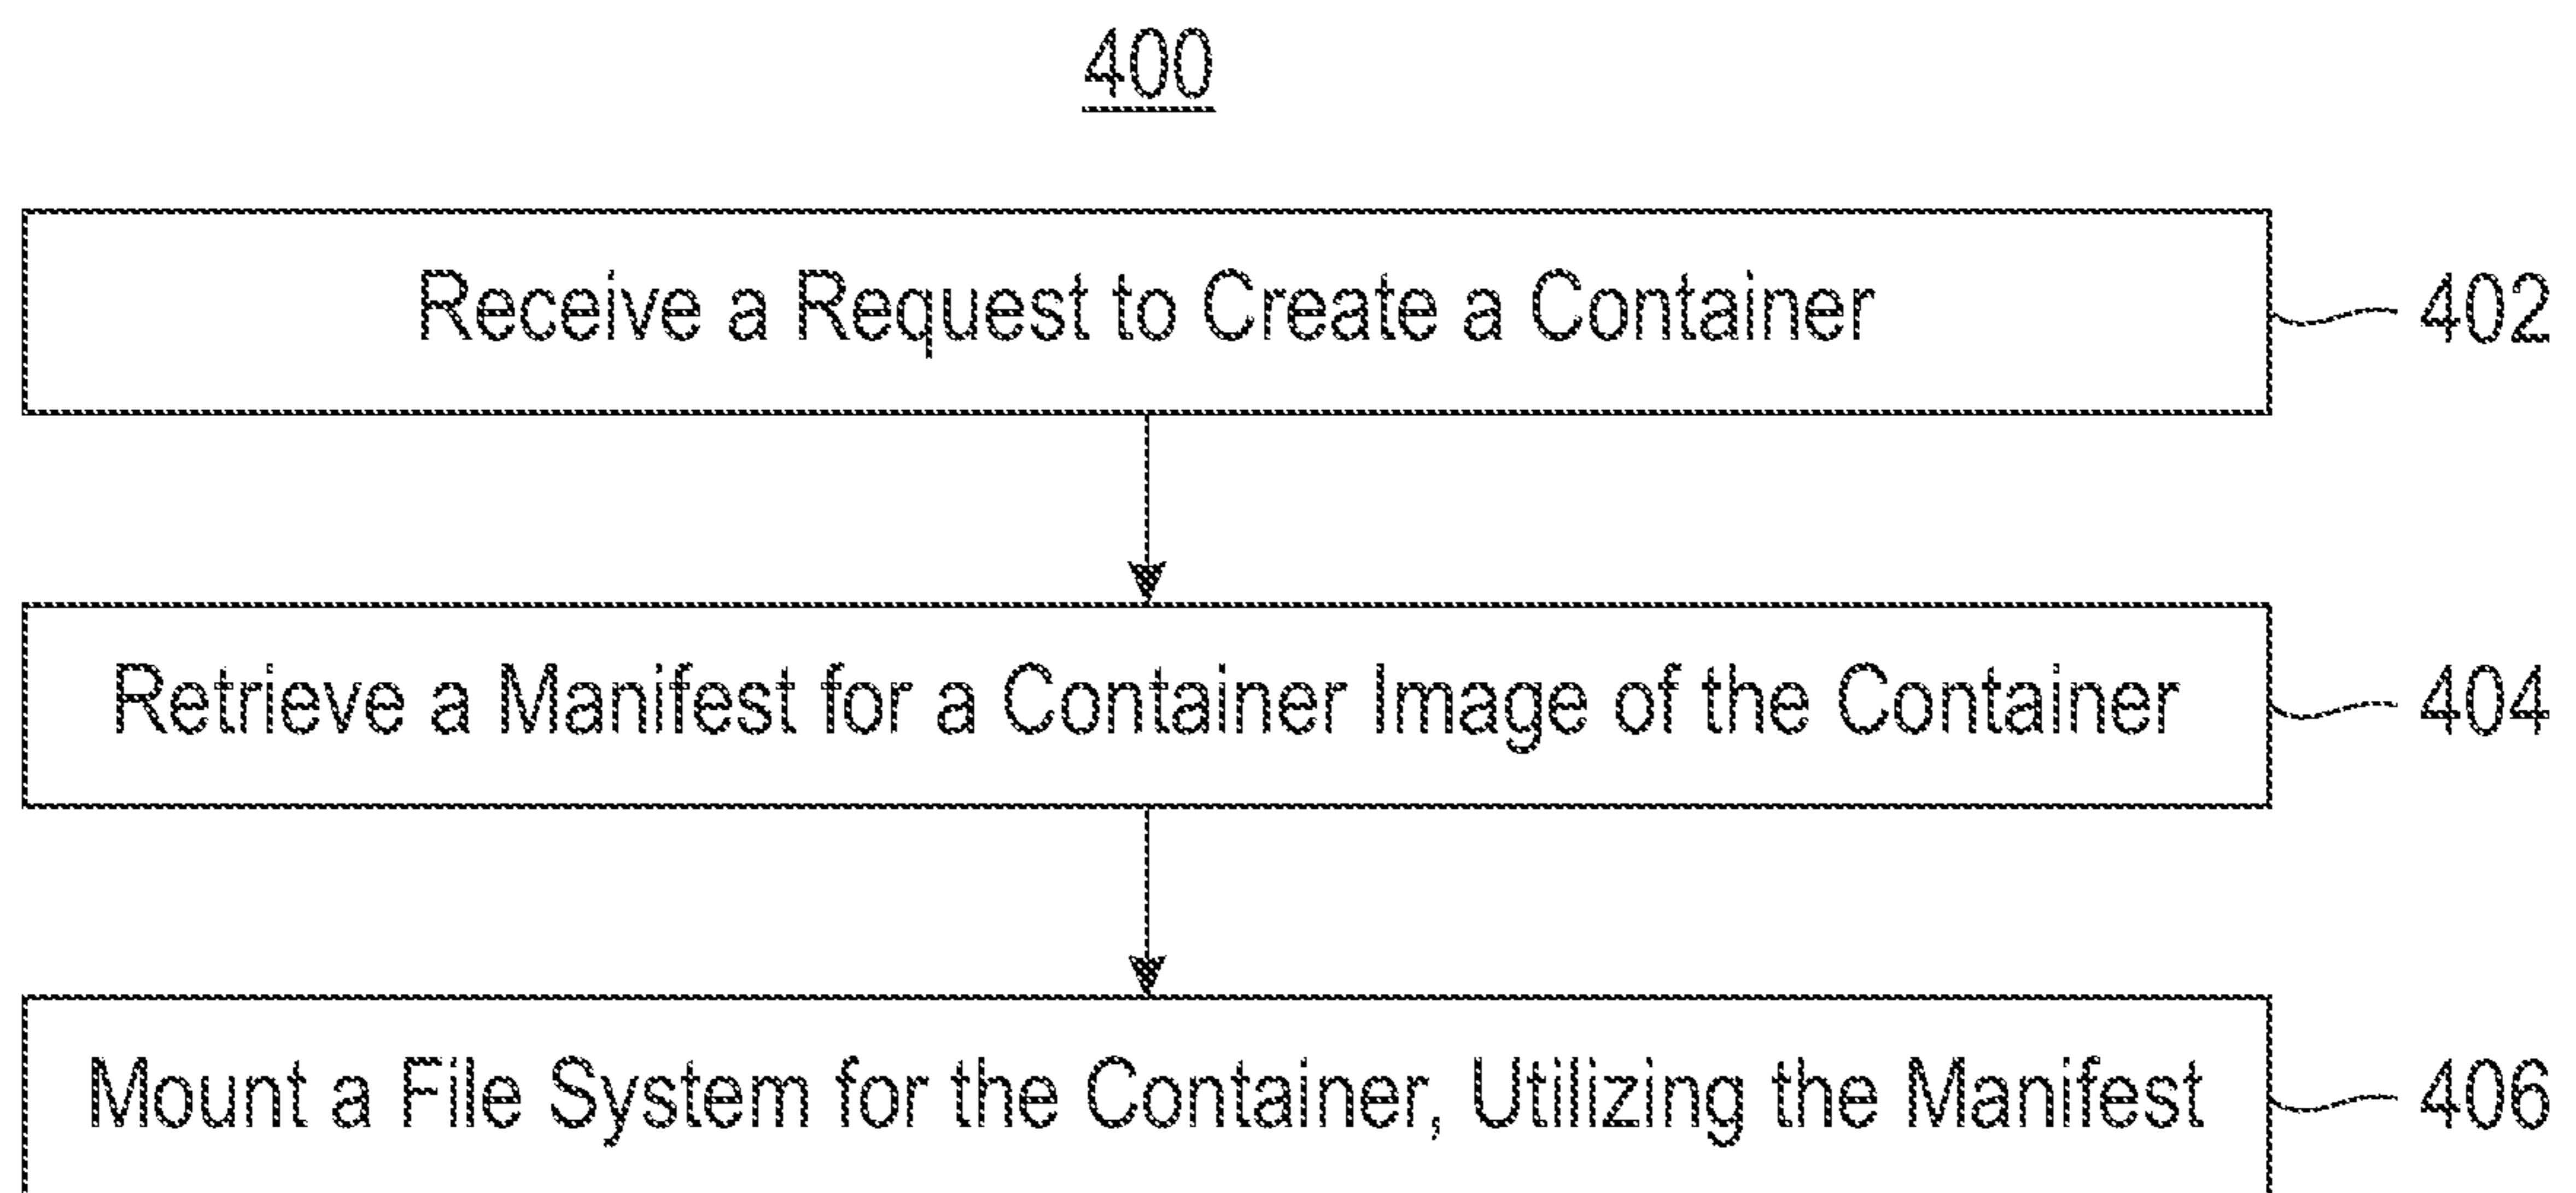 400
Receive a Request to Create a Container
402
Retrieve a Manifest for a Container Image of the Container
404
Mount a File System for the Container, Utilizing the Manifest
406